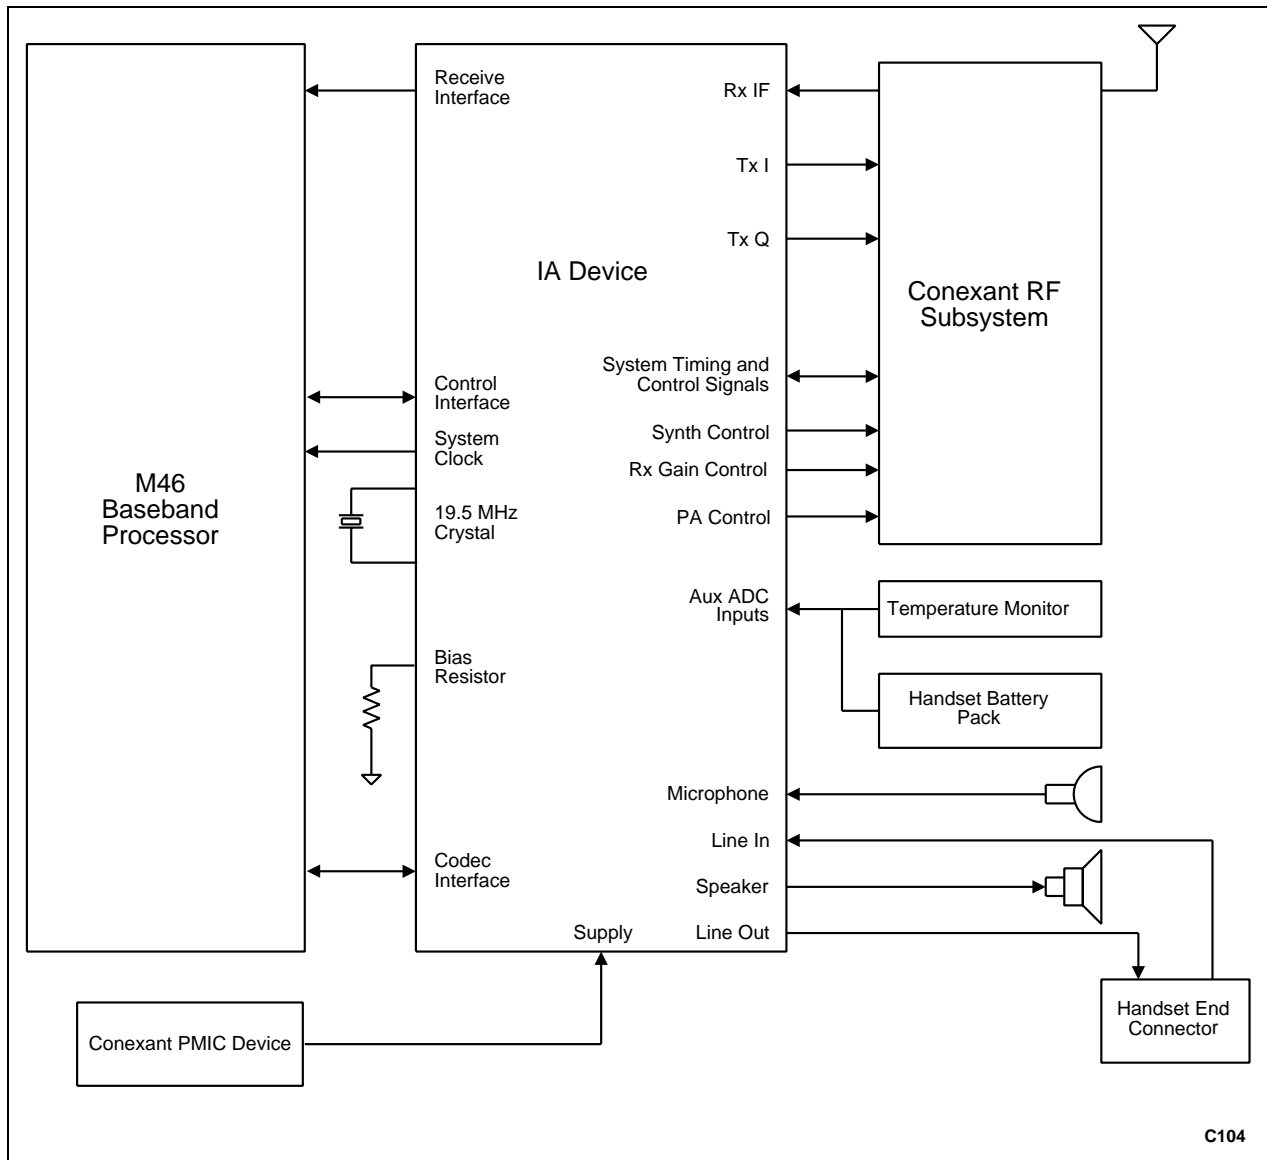 Receive
Interface
Rx IF
Tx I
Tx Q
IA Device
Conexant RF
Subsystem
System Timing and
Control Signals
Control
Interface
Synth Control
System
Clock
Rx Gain Control
M46
Baseband
Processor
19.5 MHz
Crystal
PA Control
Aux ADC
Inputs
Temperature Monitor
Bias
Resistor
Handset Battery
Pack
Microphone
Line In
Codec
Interface
Speaker
Supply
Line Out
Handset End
Connector
Conexant PMIC Device
C104